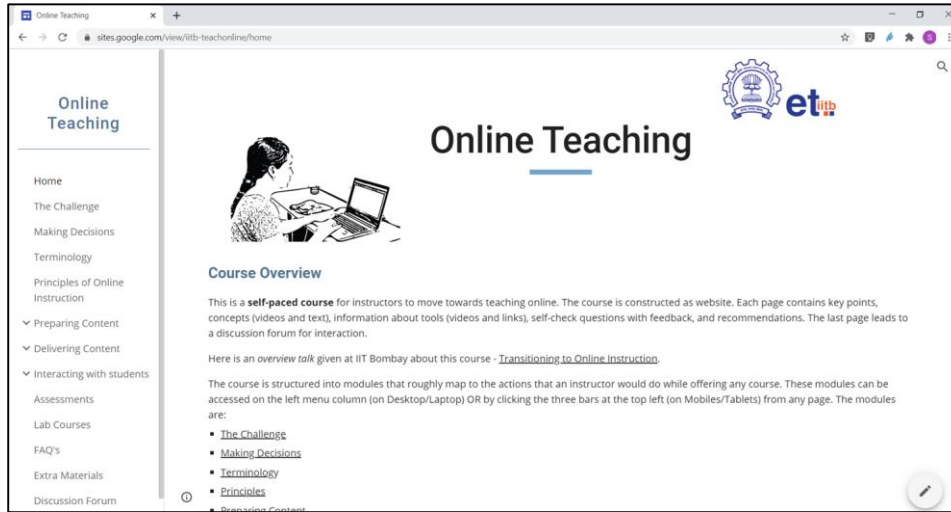 Online Teaching
sites.google.com/view/iitb-teachonline/home
S
Online
Teaching
Home
The Challenge
Making Decisions
Terminology
Principles of Online
Instruction
Preparing Content
Delivering Content
Interacting with students
Assessments
Lab Courses
FAQ's
Extra Materials
Discussion Forum
et iitb
Online Teaching
Course Overview
This is a self-paced course for instructors to move towards teaching online. The course is constructed as website. Each page contains key points,
concepts (videos and text), information about tools (videos and links), self-check questions with feedback, and recommendations. The last page leads to
a discussion forum for interaction.
Here is an overview talk given at IIT Bombay about this course - Transitioning to Online Instruction.
The course is structured into modules that roughly map to the actions that an instructor would do while offering any course. These modules can be
accessed on the left menu column (on Desktop/Laptop) OR by clicking the three bars at the top left (on Mobiles/Tablets) from any page. The modules
are:
The Challenge
Making Decisions
Terminology
Principles
Preparing Content